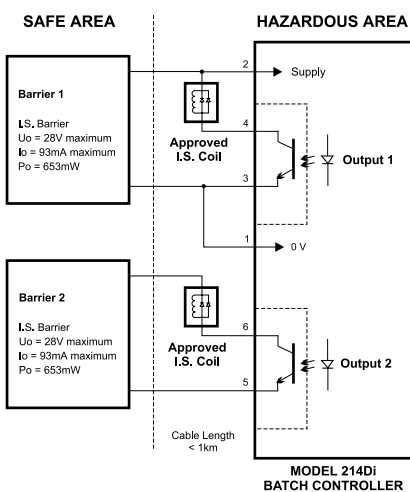 SAFE AREA
HAZARDOUS AREA
Barrier 1
I.S. Barrier
Uo = 28V maximum
Io = 93mA maximum
Po = 653mW
Approved
I.S. Coil
2
Supply
4
3
Output 1
1
0 V
Barrier 2
I.S. Barrier
Uo = 28V maximum
Io = 93mA maximum
Po = 653mW
Approved
I.S. Coil
6
5
Output 2
Cable Length
< 1km
MODEL 214Di
BATCH CONTROLLER